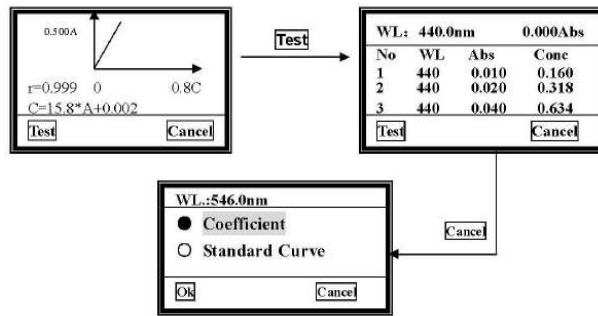 0.500A
r=0.999 0 0.8C
C=15.8*A+0.002
Test Cancel
Test
WL: 440.0nm 0.000Abs
No WL Abs Conc
1 440 0.010 0.160
2 440 0.020 0.318
3 440 0.040 0.634
Test Cancel
Cancel
WL.:546.0nm
Coefficient
Standard Curve
Ok Cancel